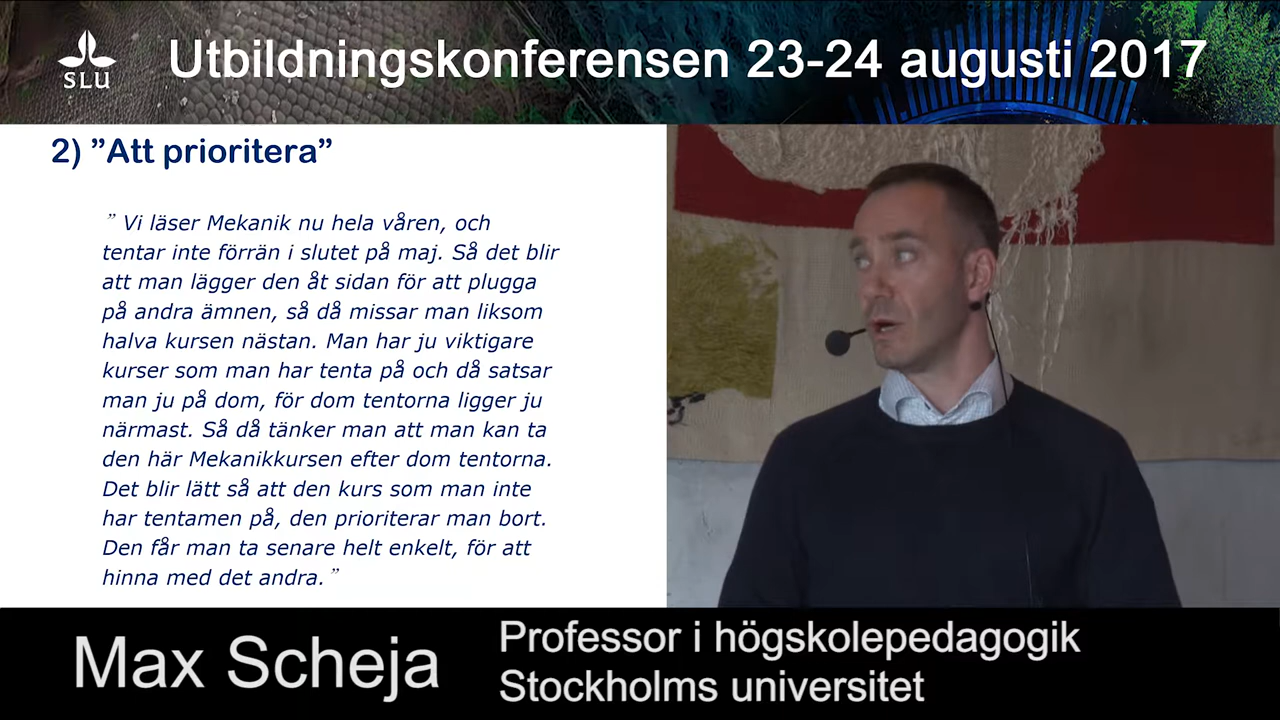 SLU
Utbildningskonferensen 23-24 augusti 2017
2) ”Att prioritera”
” Vi läser Mekanik nu hela våren, och
tentar inte förrän i slutet på maj. Så det blir
att man lägger den åt sidan för att plugga
på andra ämnen, så då missar man liksom
halva kursen nästan. Man har ju viktigare
kurser som man har tenta på och då satsar
man ju på dom, för dom tentorna ligger ju
närmast. Så då tänker man att man kan ta
den här Mekanikkursen efter dom tentorna.
Det blir lätt så att den kurs som man inte
har tentamen på, den prioriterar man bort.
Den får man ta senare helt enkelt, för att
hinna med det andra.”
Max Scheja
Professor i högskolepedagogik
Stockholms universitet